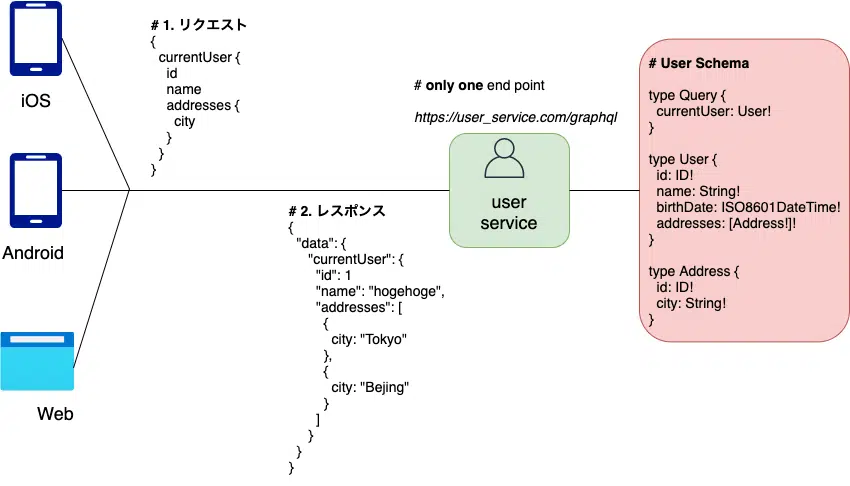 iOS
Android
Web
# 1. リクエスト
{
  currentUser {
    id
    name
    addresses {
      city
    }
  }
}
# 2. レスポンス
{
  "data": {
    "currentUser": {
      "id": 1
      "name": "hogehoge",
      "addresses": [
        {
          city: "Tokyo"
        },
        {
          city: "Bejing"
        }
      ]
    }
  }
}
# only one end point
https://user_service.com/graphql
user
service
# User Schema
type Query {
  currentUser: User!
}
type User {
  id: ID!
  name: String!
  birthDate: ISO8601DateTime!
  addresses: [Address!]!
}
type Address {
  id: ID!
  city: String!
}